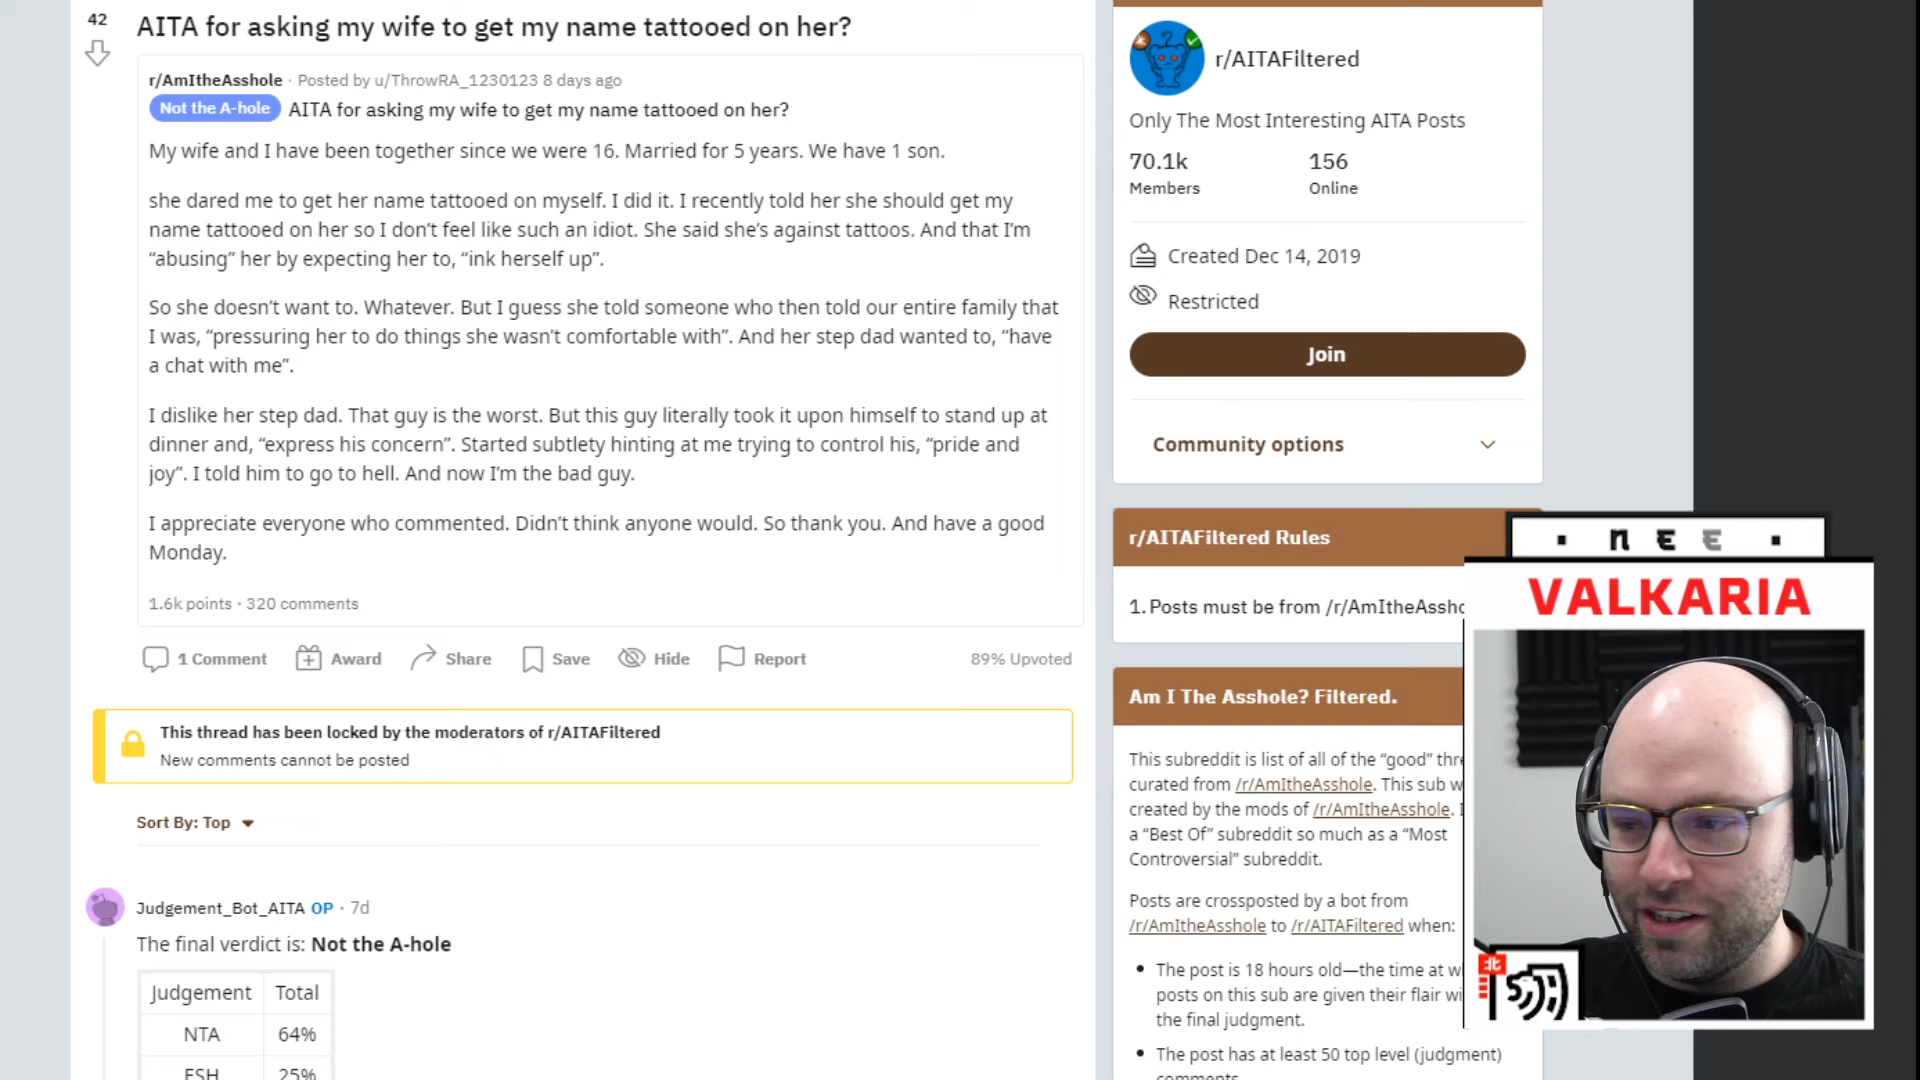 42
AITA for asking my wife to get my name tattooed on her?
r/AmItheAsshole · Posted by u/ThrowRA_1230123 8 days ago
Not the A-hole AITA for asking my wife to get my name tattooed on her?
My wife and I have been together since we were 16. Married for 5 years. We have 1 son.
she dared me to get her name tattooed on myself. I did it. I recently told her she should get my
name tattooed on her so I don’t feel like such an idiot. She said she’s against tattoos. And that I’m
“abusing” her by expecting her to, “ink herself up”.
So she doesn’t want to. Whatever. But I guess she told someone who then told our entire family that
I was, “pressuring her to do things she wasn’t comfortable with”. And her step dad wanted to, “have
a chat with me”.
I dislike her step dad. That guy is the worst. But this guy literally took it upon himself to stand up at
dinner and, “express his concern”. Started subtlety hinting at me trying to control his, “pride and
joy”. I told him to go to hell. And now I’m the bad guy.
I appreciate everyone who commented. Didn’t think anyone would. So thank you. And have a good
Monday.
1.6k points · 320 comments
1 Comment Award Share Save Hide Report 89% Upvoted
This thread has been locked by the moderators of r/AITAFiltered
New comments cannot be posted
Sort By: Top
Judgement_Bot_AITA OP · 7d
The final verdict is: Not the A-hole
Judgement Total
NTA 64%
ESH 25%
r/AITAFiltered
Only The Most Interesting AITA Posts
70.1k 156
Members Online
Created Dec 14, 2019
Restricted
Join
Community options
r/AITAFiltered Rules
1. Posts must be from /r/AmItheAssho
Am I The Asshole? Filtered.
This subreddit is list of all of the “good” thre
curated from /r/AmItheAsshole. This sub w
created by the mods of /r/AmItheAsshole. I
a “Best Of” subreddit so much as a “Most
Controversial” subreddit.
Posts are crossposted by a bot from
/r/AmItheAsshole to /r/AITAFiltered when:
The post is 18 hours old—the time at w
posts on this sub are given their flair wi
the final judgment.
The post has at least 50 top level (judgment)
comments
▪ nEE ▪
VALKARIA
北